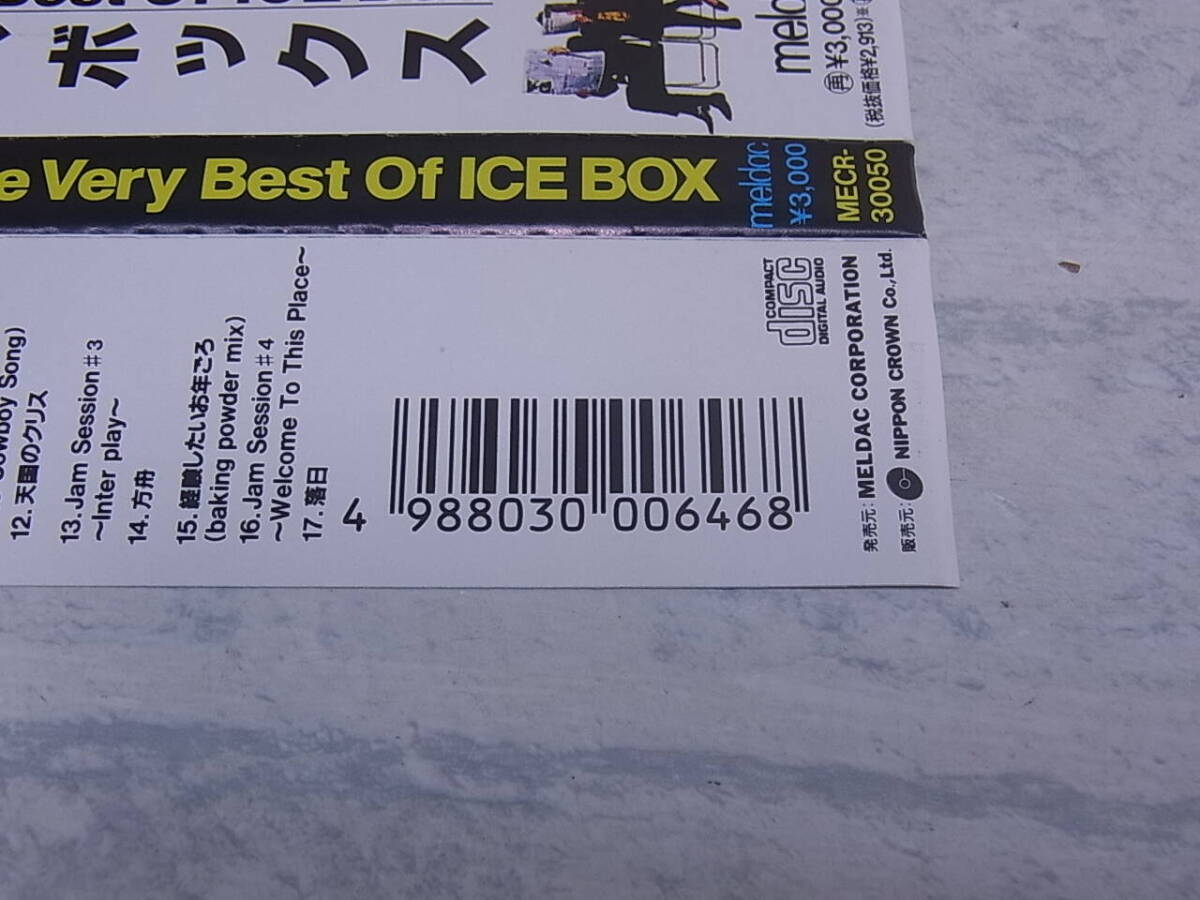 ボックス
meldac
再¥3,000
(税抜価格¥2,913)
Very Best Of ICE BOX
meldac
¥3,000
MECR-
30050
Song)
12.天国のクリス
13.Jam Session#3
～Inter play～
14.方舟
15.経験したいお年ごろ
(baking powder mix)
16.Jam Session#4
～Welcome To This Place～
17.落日
4 988030 006468
COMPACT
disc
DIGITAL AUDIO
発売元:MELDAC CORPORATION
販売元: NIPPON CROWN Co.,Ltd.